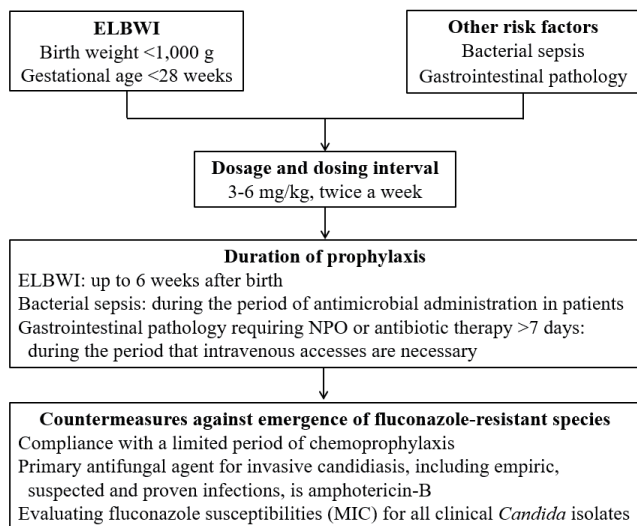 ELBWI
Birth weight <1,000 g
Gestational age <28 weeks
Other risk factors
Bacterial sepsis
Gastrointestinal pathology
Dosage and dosing interval
3-6 mg/kg, twice a week
Duration of prophylaxis
ELBWI: up to 6 weeks after birth
Bacterial sepsis: during the period of antimicrobial administration in patients
Gastrointestinal pathology requiring NPO or antibiotic therapy >7 days:
during the period that intravenous accesses are necessary
Countermeasures against emergence of fluconazole-resistant species
Compliance with a limited period of chemoprophylaxis
Primary antifungal agent for invasive candidiasis, including empiric,
suspected and proven infections, is amphotericin-B
Evaluating fluconazole susceptibilities (MIC) for all clinical Candida isolates